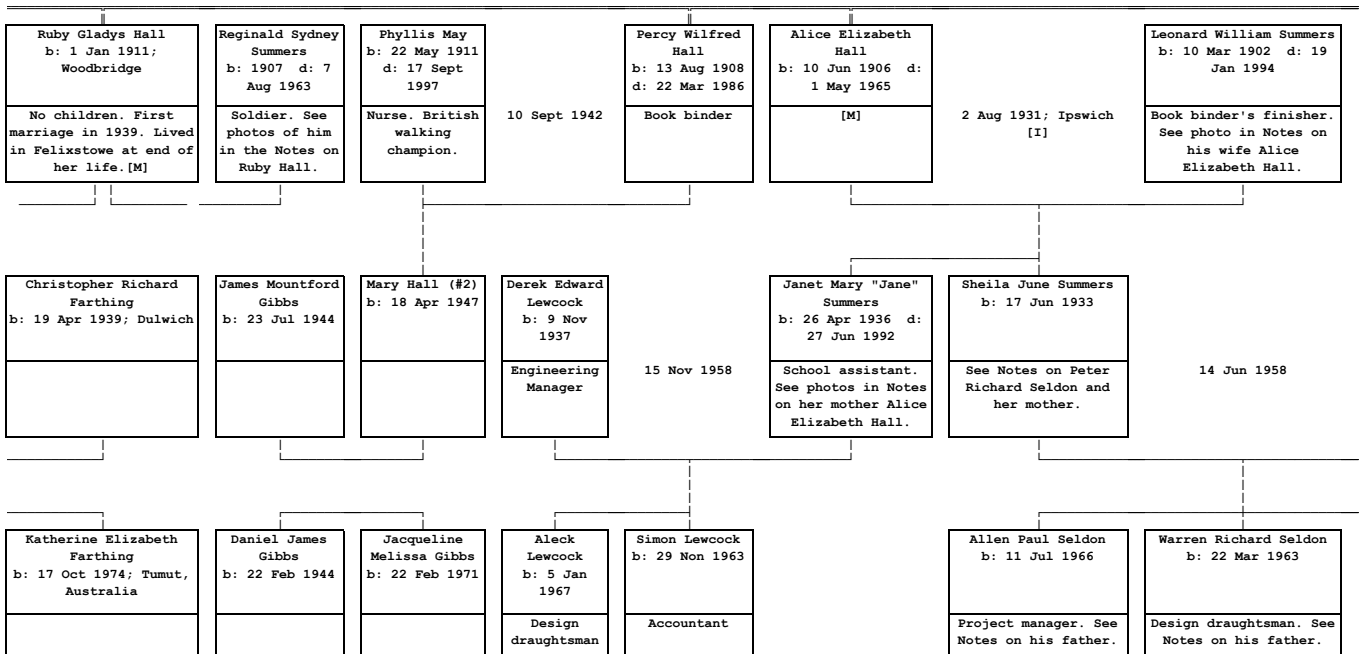 Ruby Gladys Hall
b: 1 Jan 1911;
Woodbridge
No children. First
marriage in 1939. Lived
in Felixstowe at end of
her life.[M]
Reginald Sydney
Summers
b: 1907 d: 7
Aug 1963
Soldier. See
photos of him
in the Notes on
Ruby Hall.
Phyllis May
b: 22 May 1911
d: 17 Sept
1997
Nurse. British
walking
champion.
10 Sept 1942
Percy Wilfred
Hall
b: 13 Aug 1908
d: 22 Mar 1986
Book binder
Alice Elizabeth
Hall
b: 10 Jun 1906 d:
1 May 1965
[M]
2 Aug 1931; Ipswich
[I]
Leonard William Summers
b: 10 Mar 1902 d: 19
Jan 1994
Book binder's finisher.
See photo in Notes on
his wife Alice
Elizabeth Hall.
Christopher Richard
Farthing
b: 19 Apr 1939; Dulwich
James Mountford
Gibbs
b: 23 Jul 1944
Mary Hall (#2)
b: 18 Apr 1947
Derek Edward
Lewcock
b: 9 Nov
1937
Engineering
Manager
15 Nov 1958
Janet Mary "Jane"
Summers
b: 26 Apr 1936 d:
27 Jun 1992
School assistant.
See photos in Notes
on her mother Alice
Elizabeth Hall.
Sheila June Summers
b: 17 Jun 1933
See Notes on Peter
Richard Seldon and
her mother.
14 Jun 1958
Katherine Elizabeth
Farthing
b: 17 Oct 1974; Tumut,
Australia
Daniel James
Gibbs
b: 22 Feb 1944
Jacqueline
Melissa Gibbs
b: 22 Feb 1971
Aleck
Lewcock
b: 5 Jan
1967
Design
draughtsman
Simon Lewcock
b: 29 Non 1963
Accountant
Allen Paul Seldon
b: 11 Jul 1966
Project manager. See
Notes on his father.
Warren Richard Seldon
b: 22 Mar 1963
Design draughtsman. See
Notes on his father.